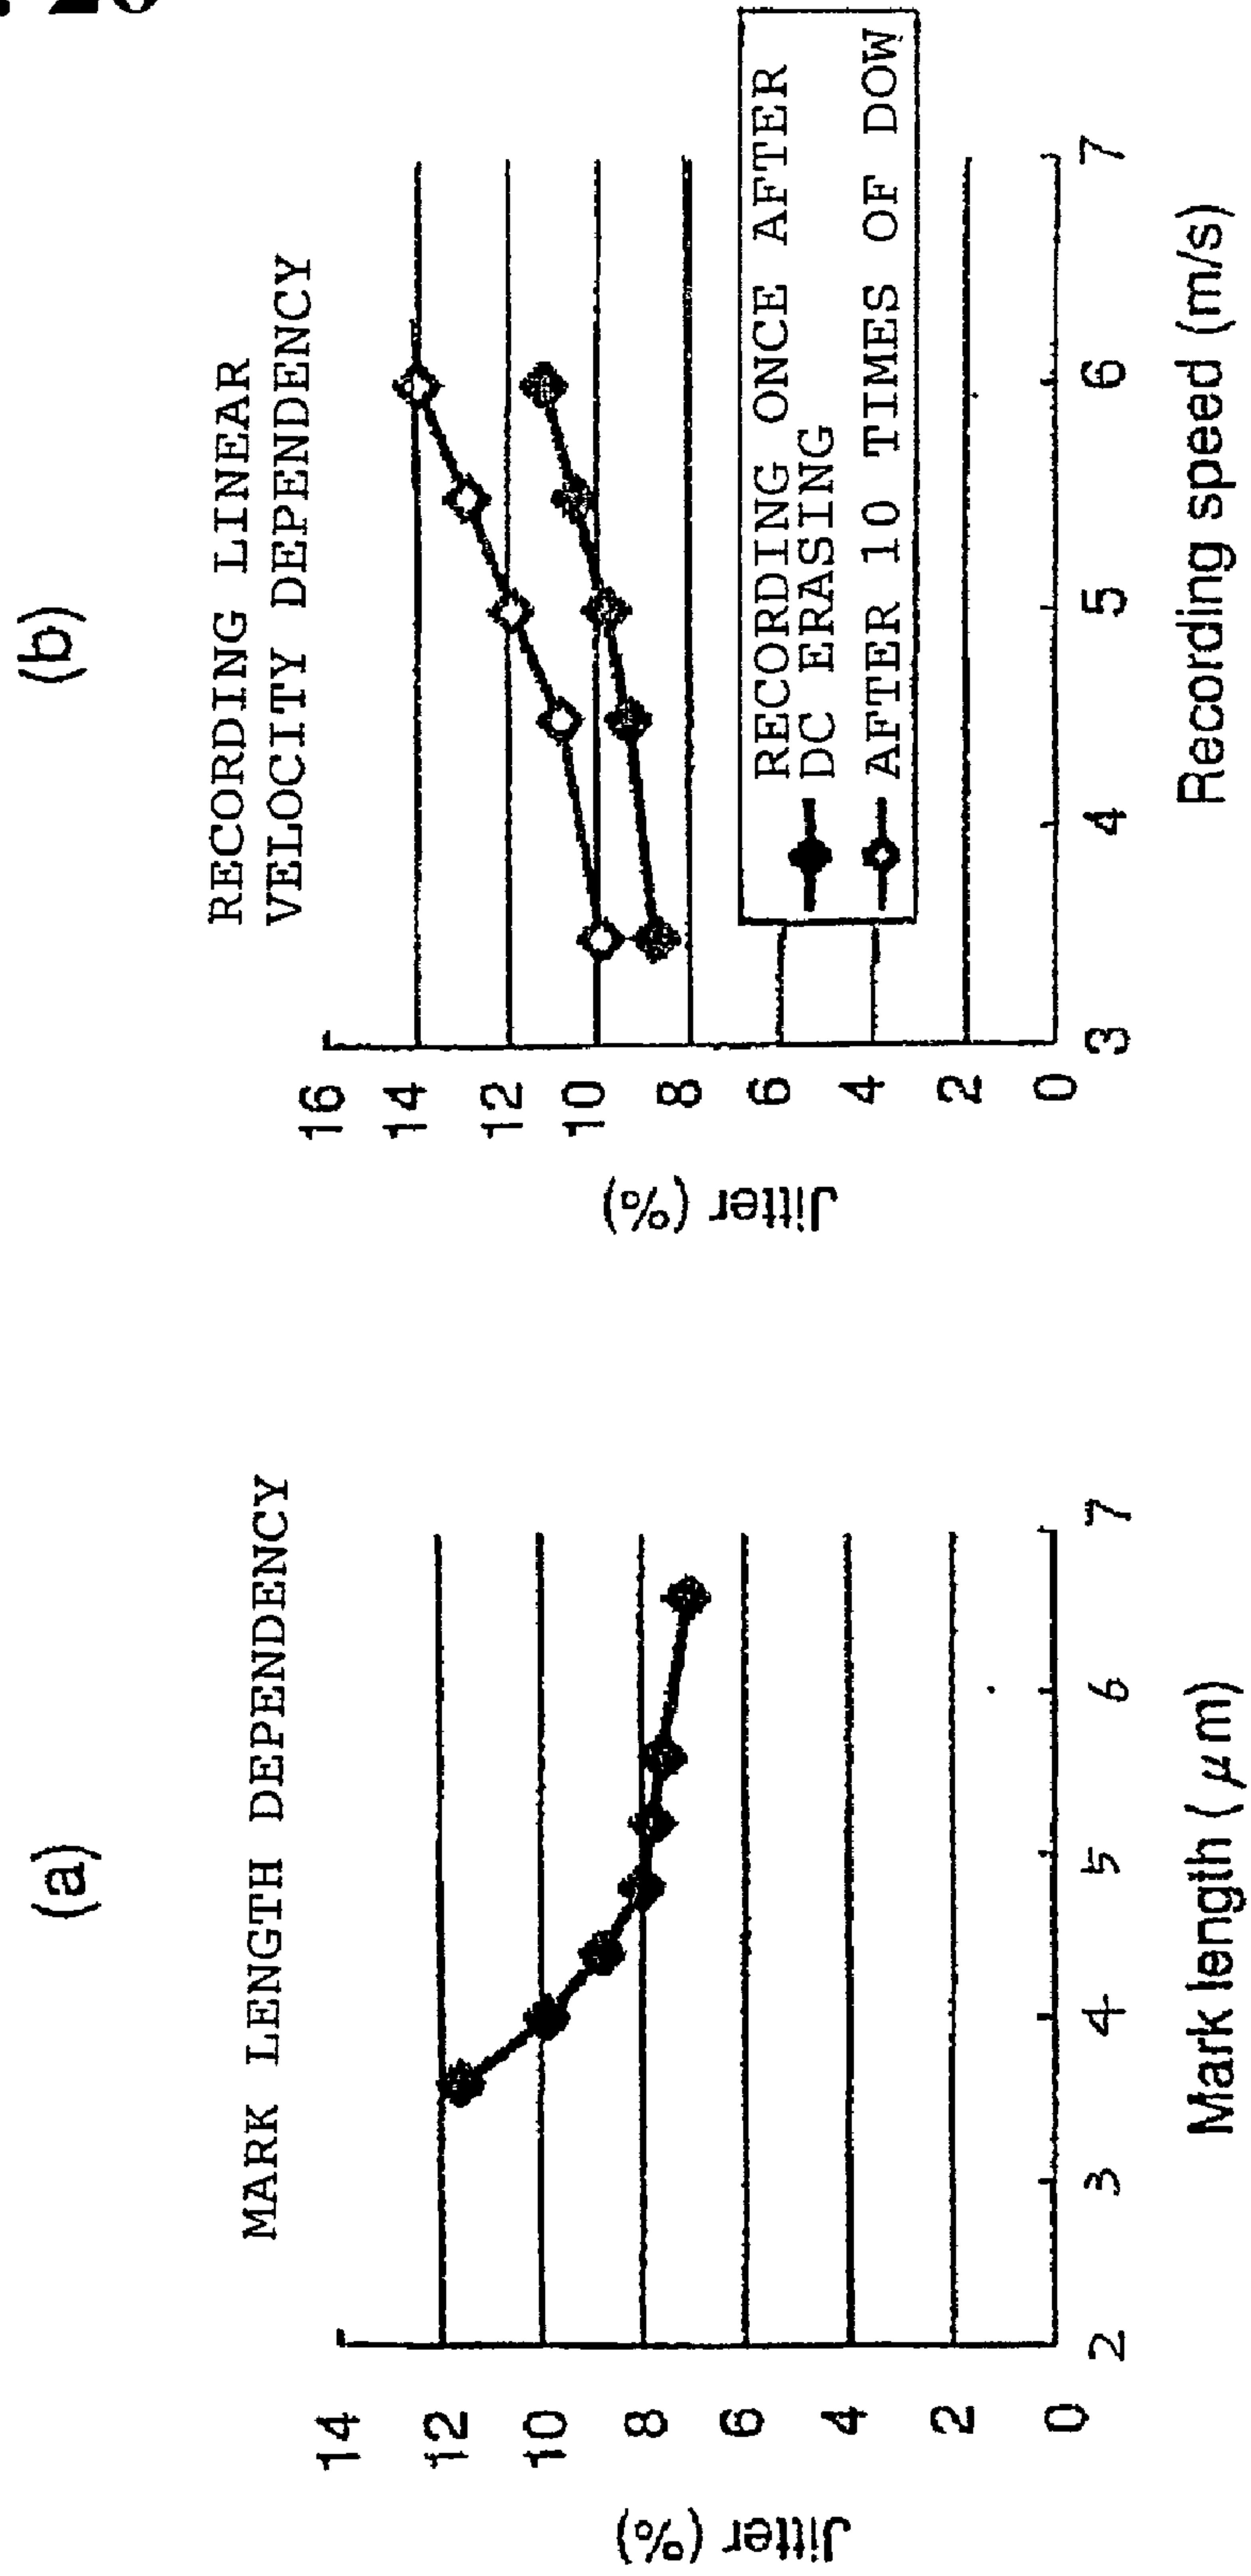 (a)
MARK LENGTH DEPENDENCY
Jitter (%)
14
12
10
8
6
4
2
0
2 3 4 5 6 7
Mark length (μm)
(b)
RECORDING LINEAR
VELOCITY DEPENDENCY
Jitter (%)
16
14
12
10
8
6
4
2
0
RECORDING ONCE AFTER
DC ERASING
AFTER 10 TIMES OF DOW
3 4 5 6 7
Recording speed (m/s)